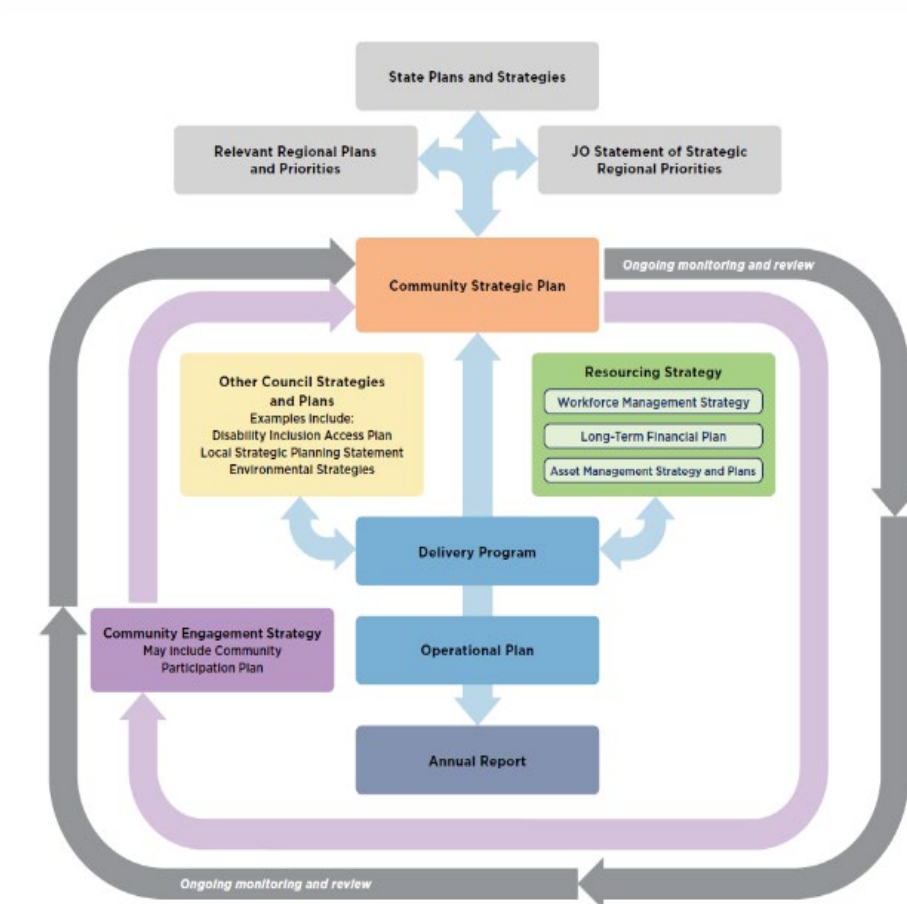 State Plans and Strategies
Relevant Regional Plans
and Priorities
JO Statement of Strategic
Regional Priorities
Community Strategic Plan
Ongoing monitoring and review
Other Council Strategies
and Plans
Examples Include:
Disability Inclusion Access Plan
Local Strategic Planning Statement
Environmental Strategies
Resourcing Strategy
Workforce Management Strategy
Long-Term Financial Plan
Asset Management Strategy and Plans
Delivery Program
Community Engagement Strategy
May Include Community
Participation Plan
Operational Plan
Annual Report
Ongoing monitoring and review